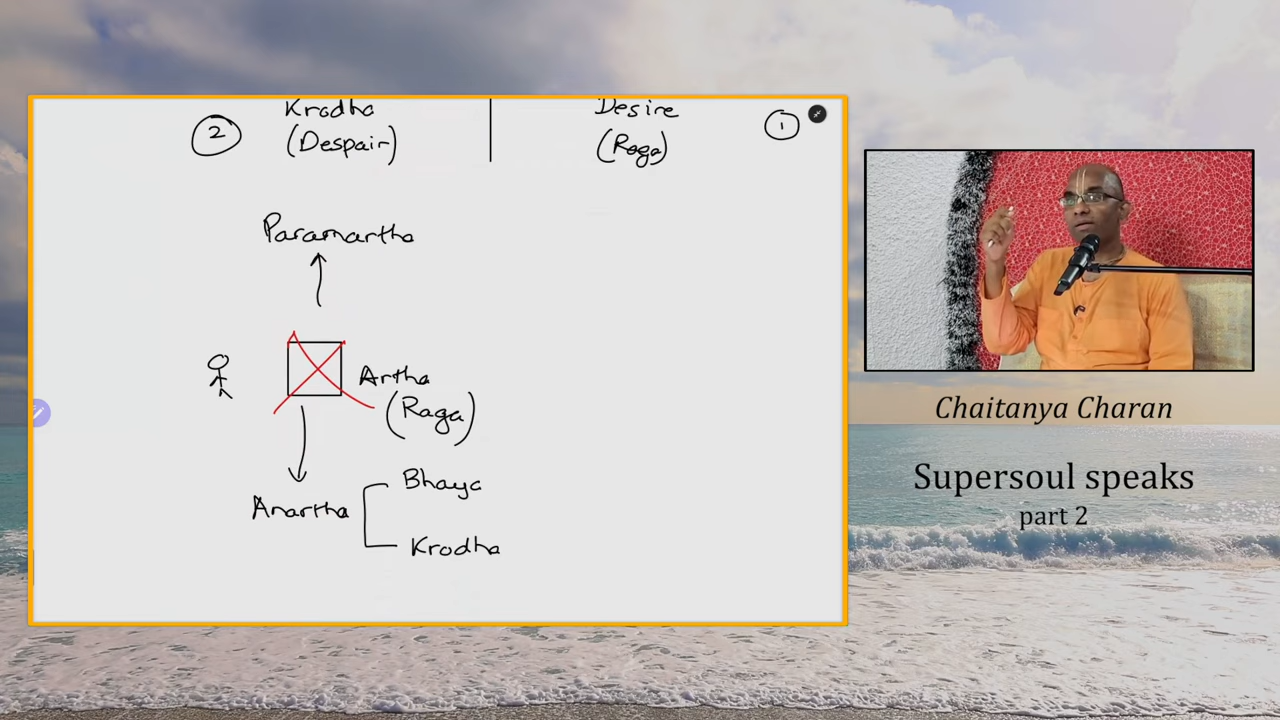 Krodha
(Despair)
2
Desire
(Raga)
1
Paramartha
Artha
(Raga)
Anartha
Bhaya
Krodha
Chaitanya Charan
Supersoul speaks
part 2